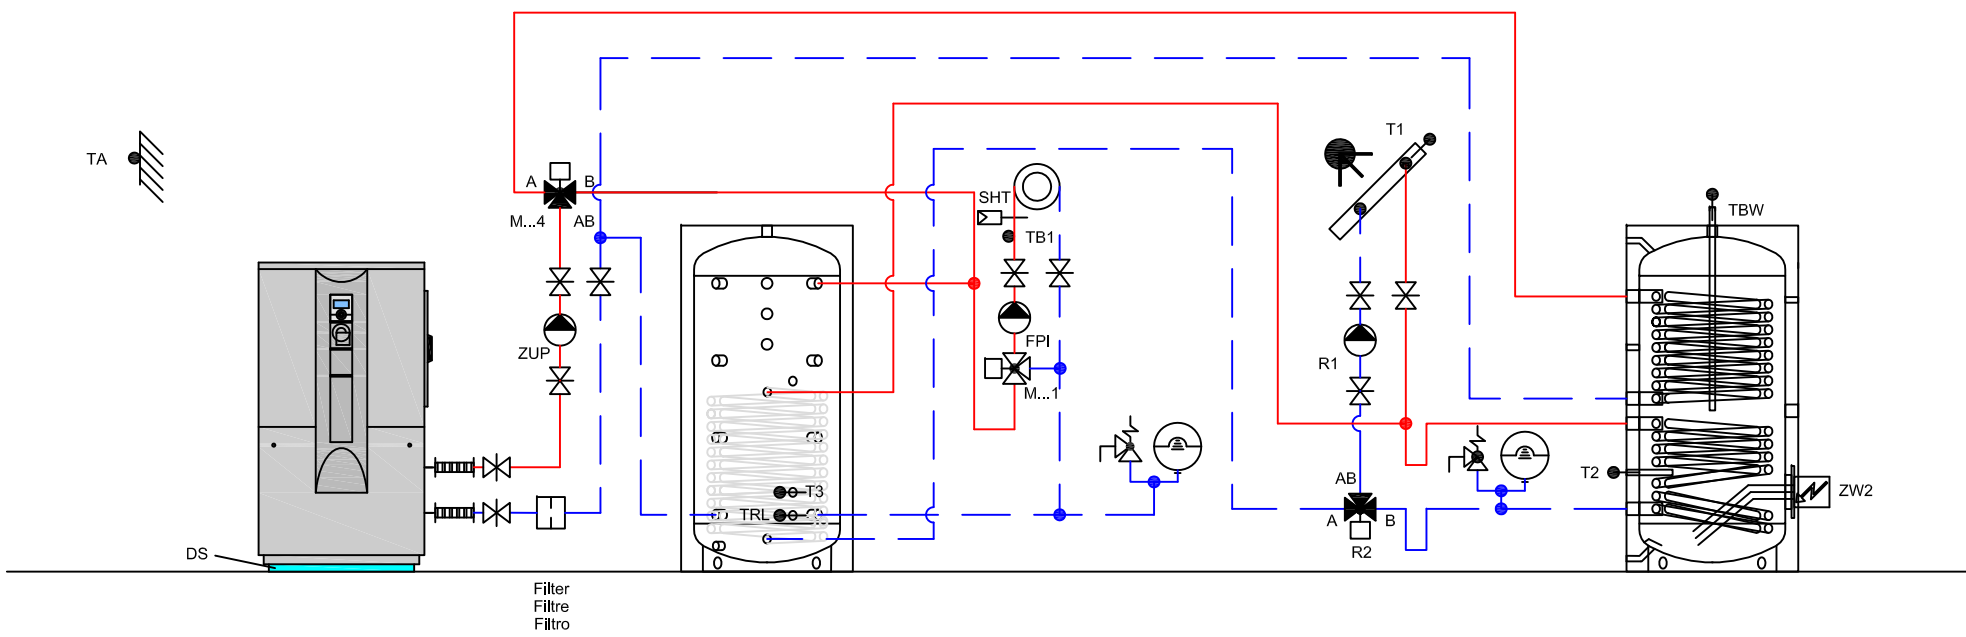 TA
A
B
M...4
AB
ZUP
SHT
TB1
FPI
M...1
T1
R1
TBW
T3
TRL
AB
A
B
R2
T2
ZW2
DS
Filter
Filtre
Filtro